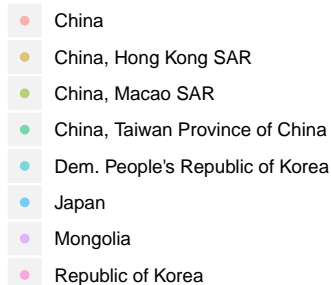 China
China, Hong Kong SAR
China, Macao SAR
China, Taiwan Province of China
Dem. People's Republic of Korea
Japan
Mongolia
Republic of Korea